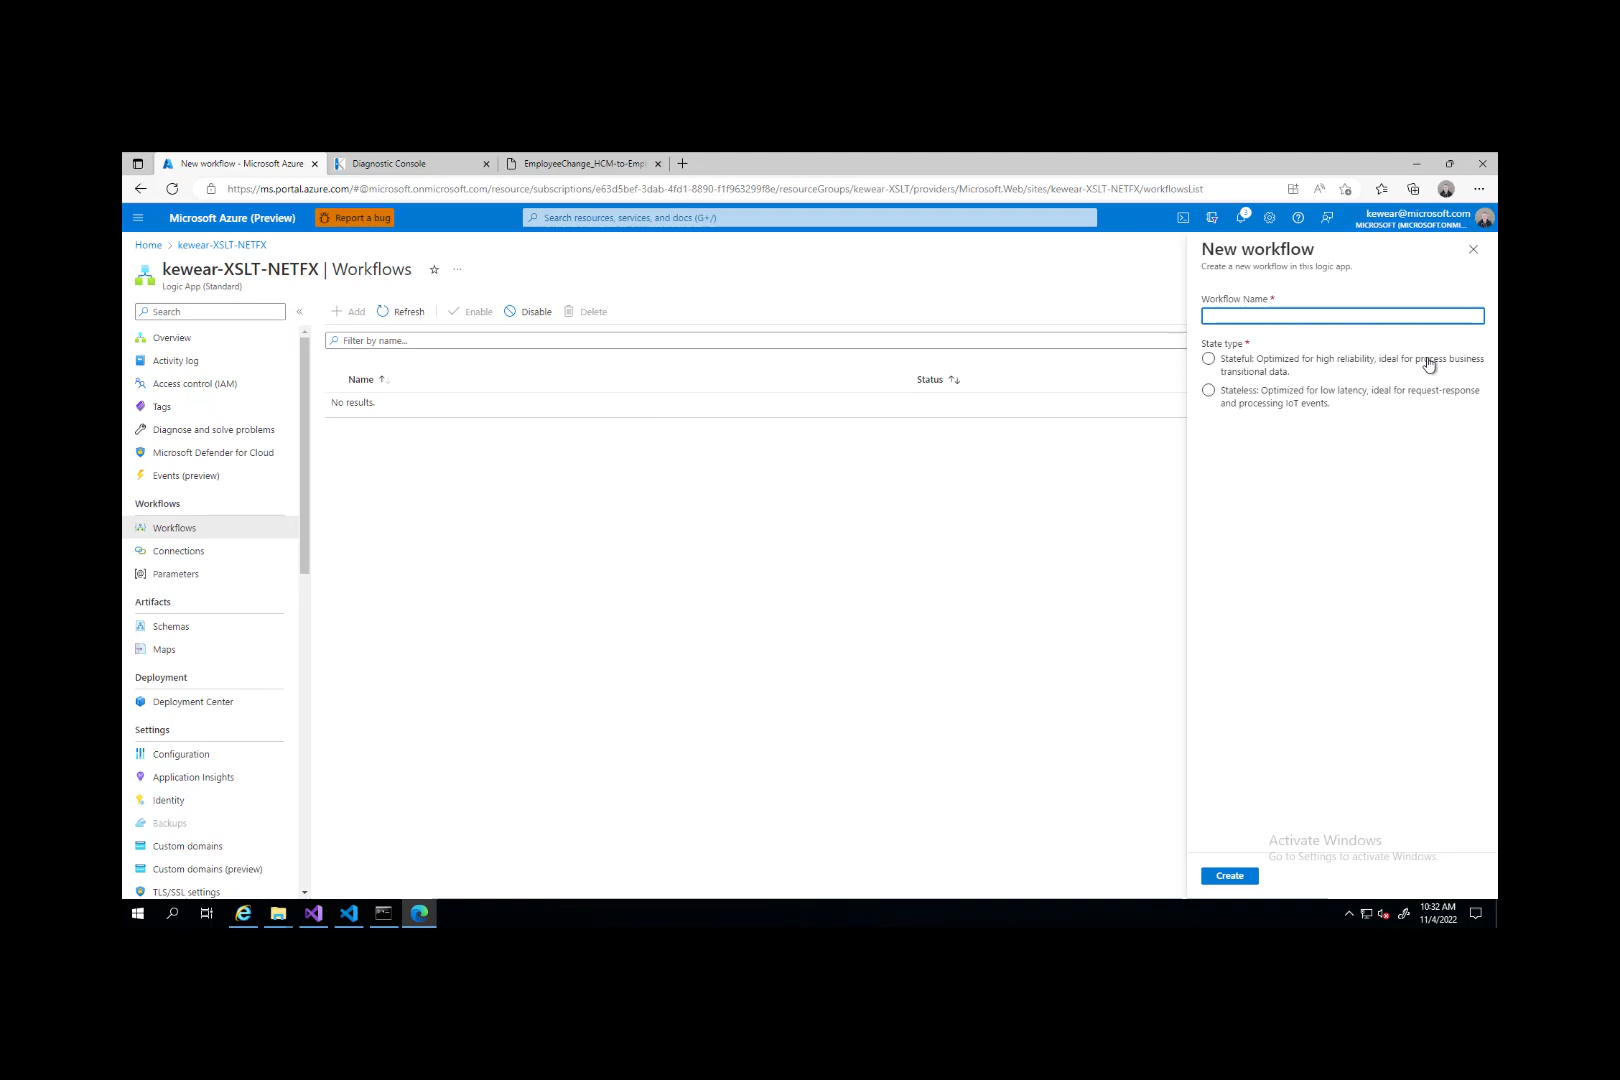 New workflow - Microsoft Azure
Diagnostic Console
EmployeeChange_HCM-to-Empl
https://ms.portal.azure.com/#@microsoft.onmicrosoft.com/resource/subscriptions/e63d5bef-3dab-4fd1-8890-f1f963299f8e/resourceGroups/kewear-XSLT/providers/Microsoft.Web/sites/kewear-XSLT-NETFX/workflowsList
Microsoft Azure (Preview)
Report a bug
Search resources, services, and docs (G+/)
3
kewear@microsoft.com
MICROSOFT (MICROSOFT.ONMI...
Home > kewear-XSLT-NETFX
kewear-XSLT-NETFX | Workflows
Logic App (Standard)
Search
Overview
Activity log
Access control (IAM)
Tags
Diagnose and solve problems
Microsoft Defender for Cloud
Events (preview)
Workflows
Workflows
Connections
Parameters
Artifacts
Schemas
Maps
Deployment
Deployment Center
Settings
Configuration
Application Insights
Identity
Backups
Custom domains
Custom domains (preview)
TLS/SSL settings
Add
Refresh
Enable
Disable
Delete
Filter by name...
Name
Status
No results.
New workflow
Create a new workflow in this logic app.
Workflow Name *
State type *
Stateful: Optimized for high reliability, ideal for process business
transitional data.
Stateless: Optimized for low latency, ideal for request-response
and processing IoT events.
Activate Windows
Go to Settings to activate Windows.
Create
10:32 AM
11/4/2022